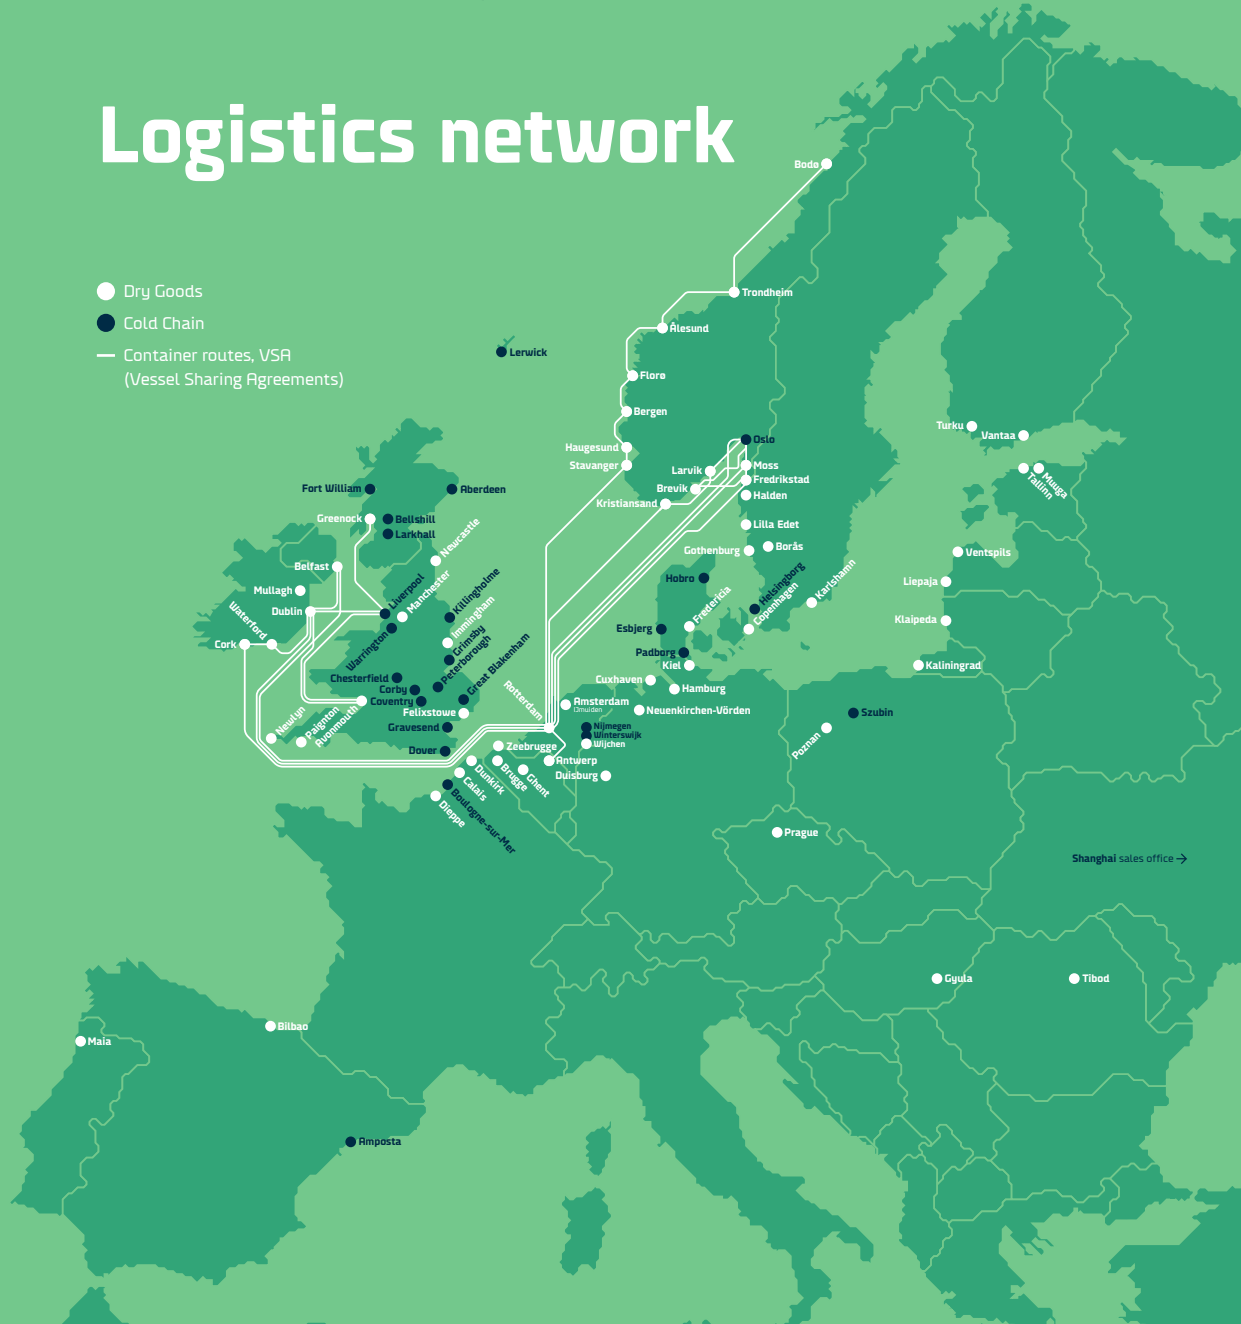 Logistics network
Dry Goods
Cold Chain
Container routes, VSA
(Vessel Sharing Agreements)
Bodø
Trondheim
Ålesund
Lerwick
Florø
Bergen
Haugesund
Stavanger
Oslo
Larvik
Moss
Brevik
Fredrikstad
Kristiansand
Halden
Lilla Edet
Gothenburg
Borås
Turku
Vantaa
Tallinn
Muuga
Ventspils
Liepaja
Klaipeda
Kaliningrad
Fort William
Aberdeen
Greenock
Bellshill
Larkhall
Newcastle
Belfast
Mullagh
Dublin
Waterford
Cork
Liverpool
Manchester
Warrington
Killingholme
Immingham
Grimsby
Peterborough
Great Blakenham
Chesterfield
Corby
Coventry
Felixstowe
Gravesend
Dover
Newlyn
Paignton
Avonmouth
Hobro
Fredericia
Helsingborg
Copenhagen
Karlshamn
Esbjerg
Padborg
Kiel
Cuxhaven
Hamburg
Neuenkirchen-Vörden
Rotterdam
Amsterdam
IJmuiden
Nijmegen
Winterswijk
Wijchen
Zeebrugge
Antwerp
Duisburg
Dunkirk
Brugge
Ghent
Calais
Boulogne-sur-Mer
Dieppe
Szubin
Poznan
Prague
Shanghai sales office →
Gyula
Tibod
Bilbao
Maia
Amposta